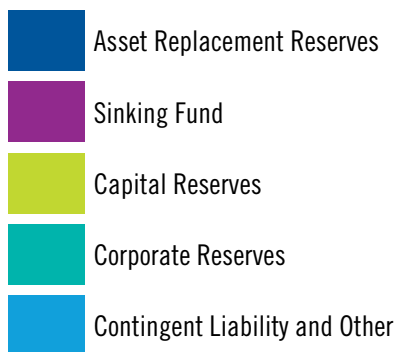 Asset Replacement Reserves
Sinking Fund
Capital Reserves
Corporate Reserves
Contingent Liability and Other